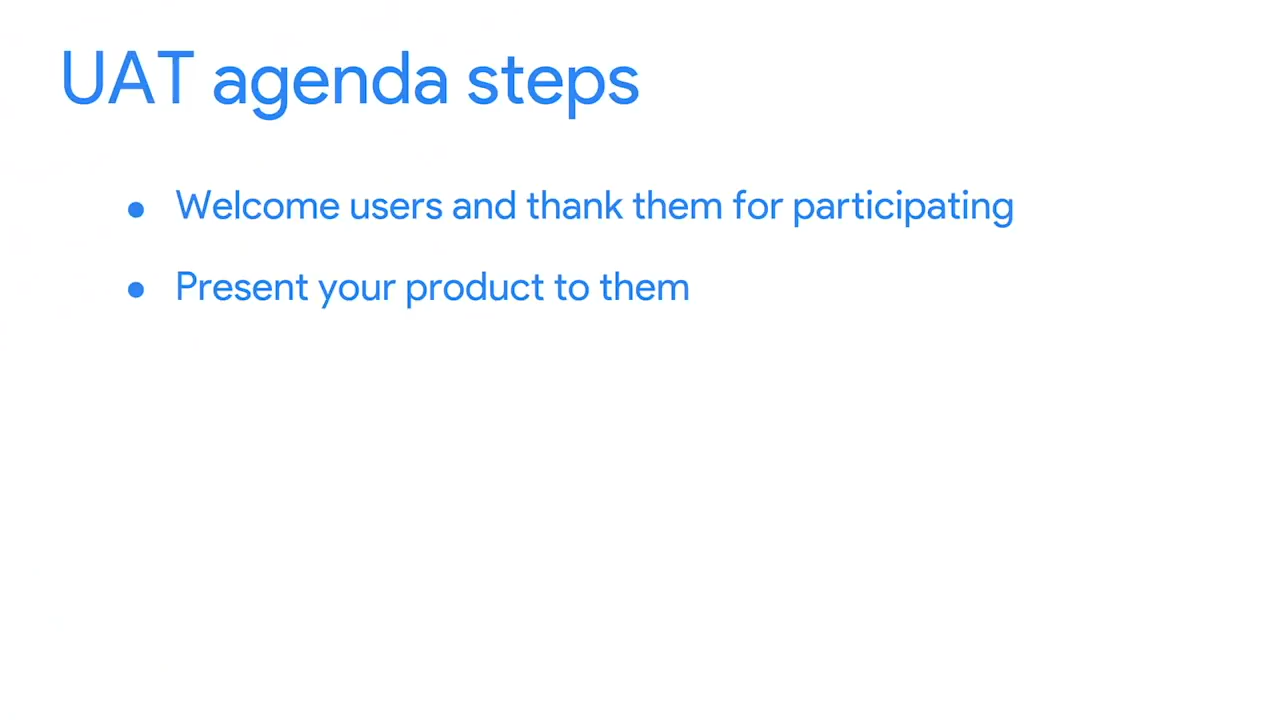 UAT agenda steps
● Welcome users and thank them for participating
● Present your product to them